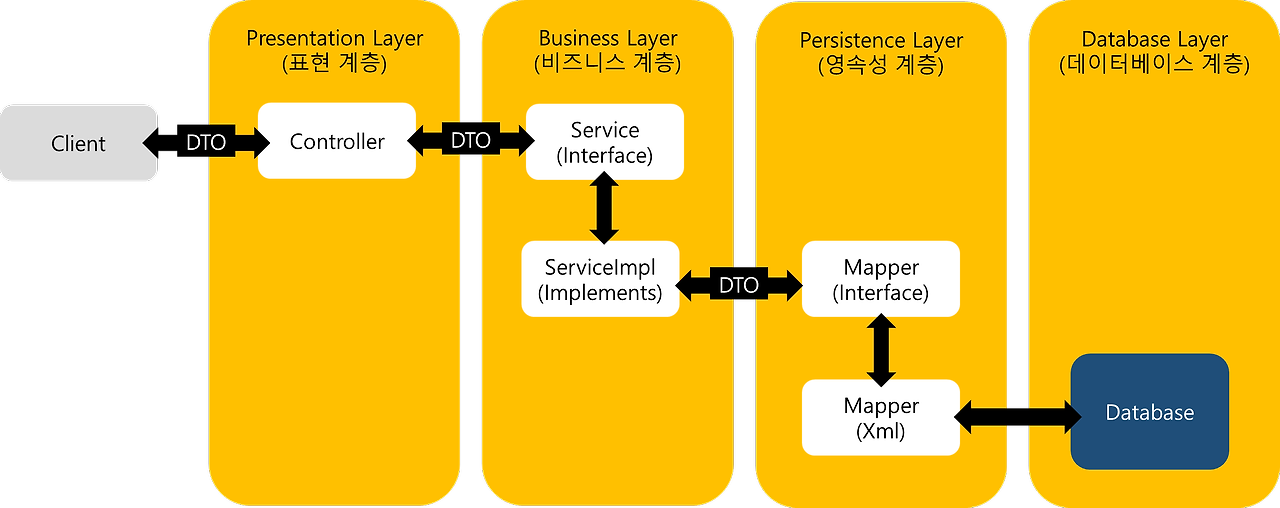 Presentation Layer
(표현 계층)
Business Layer
(비즈니스 계층)
Persistence Layer
(영속성 계층)
Database Layer
(데이터베이스 계층)
Client
DTO
Controller
DTO
Service
(Interface)
ServiceImpl
(Implements)
DTO
Mapper
(Interface)
Mapper
(Xml)
Database